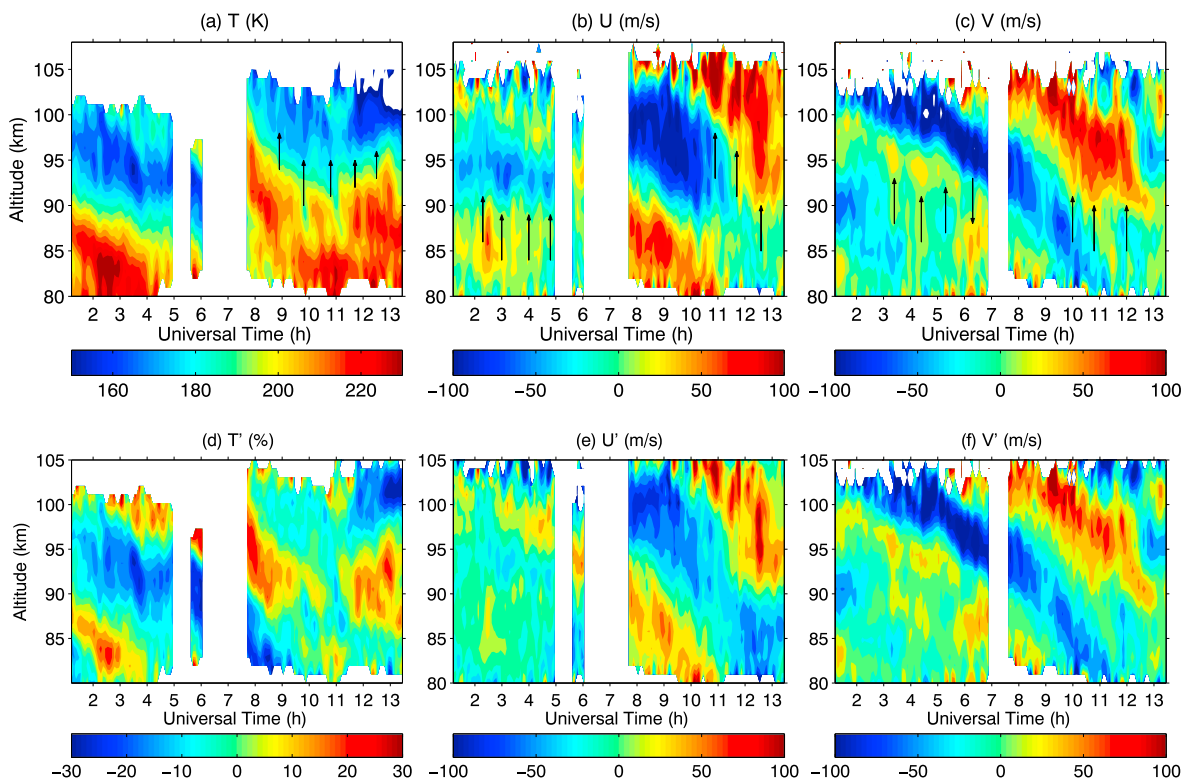 (a) T (K) (b) U (m/s) (c) V (m/s)
105 105 105
100 100 100
95 95 95
90 90 90
85 85 85
80 80 80
Altitude (km)
2 3 4 5 6 7 8 9 10 11 12 13 2 3 4 5 6 7 8 9 10 11 12 13 2 3 4 5 6 7 8 9 10 11 12 13
Universal Time (h) Universal Time (h) Universal Time (h)
160 180 200 220 −100 −50 0 50 100 −100 −50 0 50 100
(d) T' (%) (e) U' (m/s) (f) V' (m/s)
105 105 105
100 100 100
95 95 95
90 90 90
85 85 85
80 80 80
Altitude (km)
2 3 4 5 6 7 8 9 10 11 12 13 2 3 4 5 6 7 8 9 10 11 12 13 2 3 4 5 6 7 8 9 10 11 12 13
Universal Time (h) Universal Time (h) Universal Time (h)
−30 −20 −10 0 10 20 30 −100 −50 0 50 100 −100 −50 0 50 100